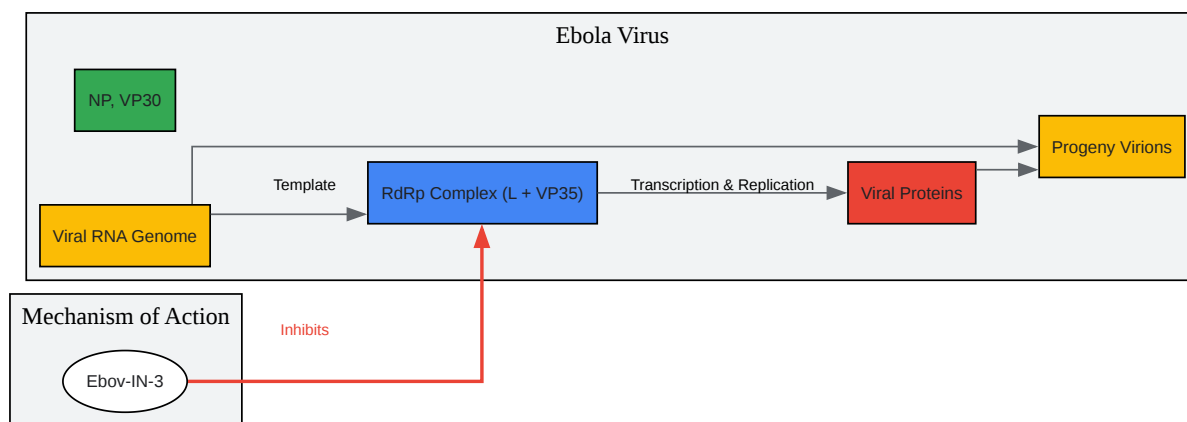 Ebola Virus
NP, VP30
Progeny Virions
Template
RdRp Complex (L + VP35)
Transcription & Replication
Viral Proteins
Viral RNA Genome
Mechanism of Action
Inhibits
Ebov-IN-3